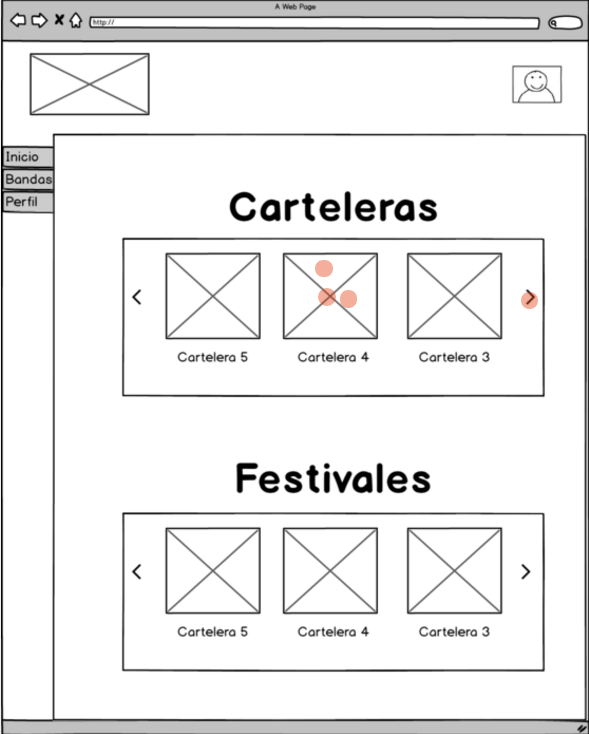 A Web Page
http://
Inicio
Bandas
Perfil
Carteleras
Cartelera 5
Cartelera 4
Cartelera 3
Festivales
Cartelera 5
Cartelera 4
Cartelera 3